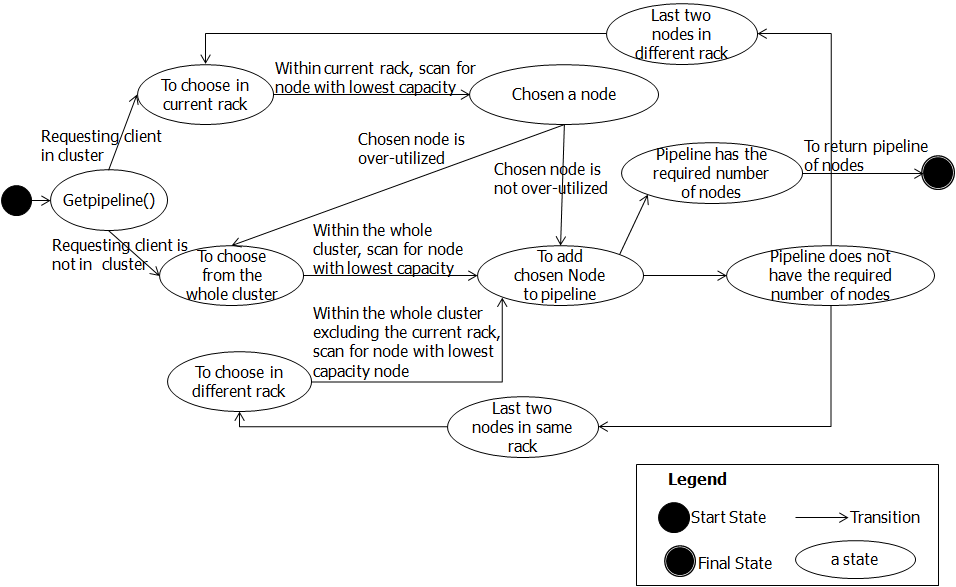 Last two
nodes in
different rack
To choose in
current rack
Within current rack, scan for
node with lowest capacity
Chosen a node
Requesting client
in cluster
Chosen node is
over-utilized
Chosen node is
not over-utilized
Pipeline has the
required number
of nodes
To return pipeline
of nodes
Getpipeline()
Requesting client is
not in cluster
To choose
from the
whole cluster
Within the whole
cluster, scan for node
with lowest capacity
To add
chosen Node
to pipeline
Pipeline does not
have the required
number of nodes
Within the whole cluster
excluding the current rack,
scan for node with lowest
capacity node
To choose in
different rack
Last two
nodes in same
rack
Legend
Start State
Transition
Final State
a state